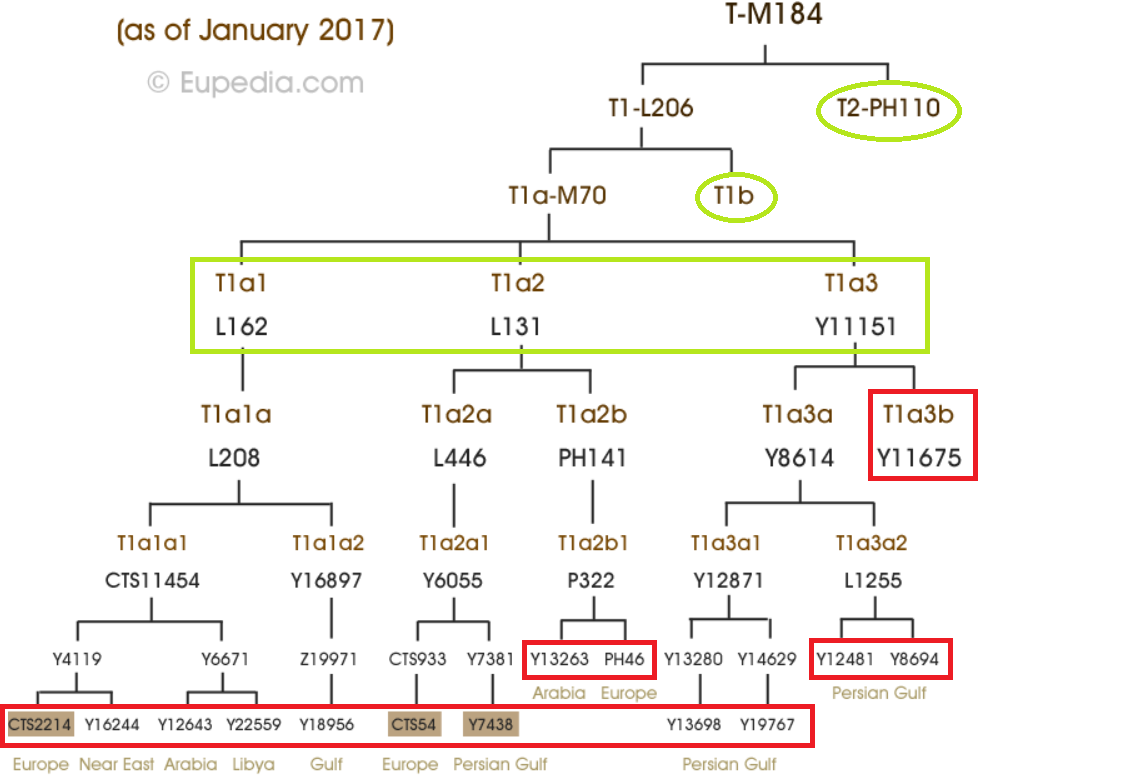 T-M184
(as of January 2017)
© Eupedia.com
T1-L206 T2-PH110
T1a-M70 T1b
T1a1 T1a2 T1a3
L162 L131 Y11151
T1a1a T1a2a T1a2b T1a3a T1a3b
L208 L446 PH141 Y8614 Y11675
T1a1a1 T1a1a2 T1a2a1 T1a2b1 T1a3a1 T1a3a2
CTS11454 Y16897 Y6055 P322 Y12871 L1255
Y4119 Y6671 Z19971 CTS933 Y7381 Y13263 PH46 Y13280 Y14629 Y12481 Y8694
Arabia Europe Persian Gulf
CTS2214 Y16244 Y12643 Y22559 Y18956 CTS54 Y7438 Y13698 Y19767
Europe Near East Arabia Libya Gulf Europe Persian Gulf Persian Gulf